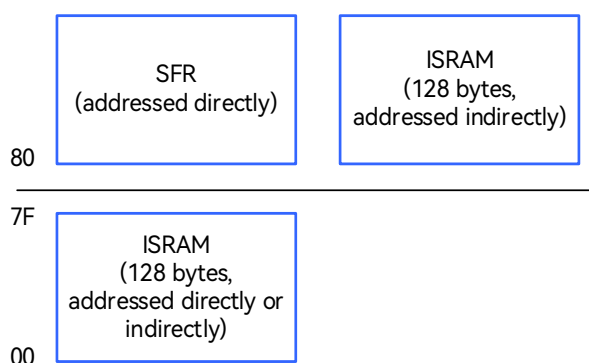 SFR
(addressed directly)
ISRAM
(128 bytes,
addressed indirectly)
80
7F
ISRAM
(128 bytes,
addressed directly or
indirectly)
00